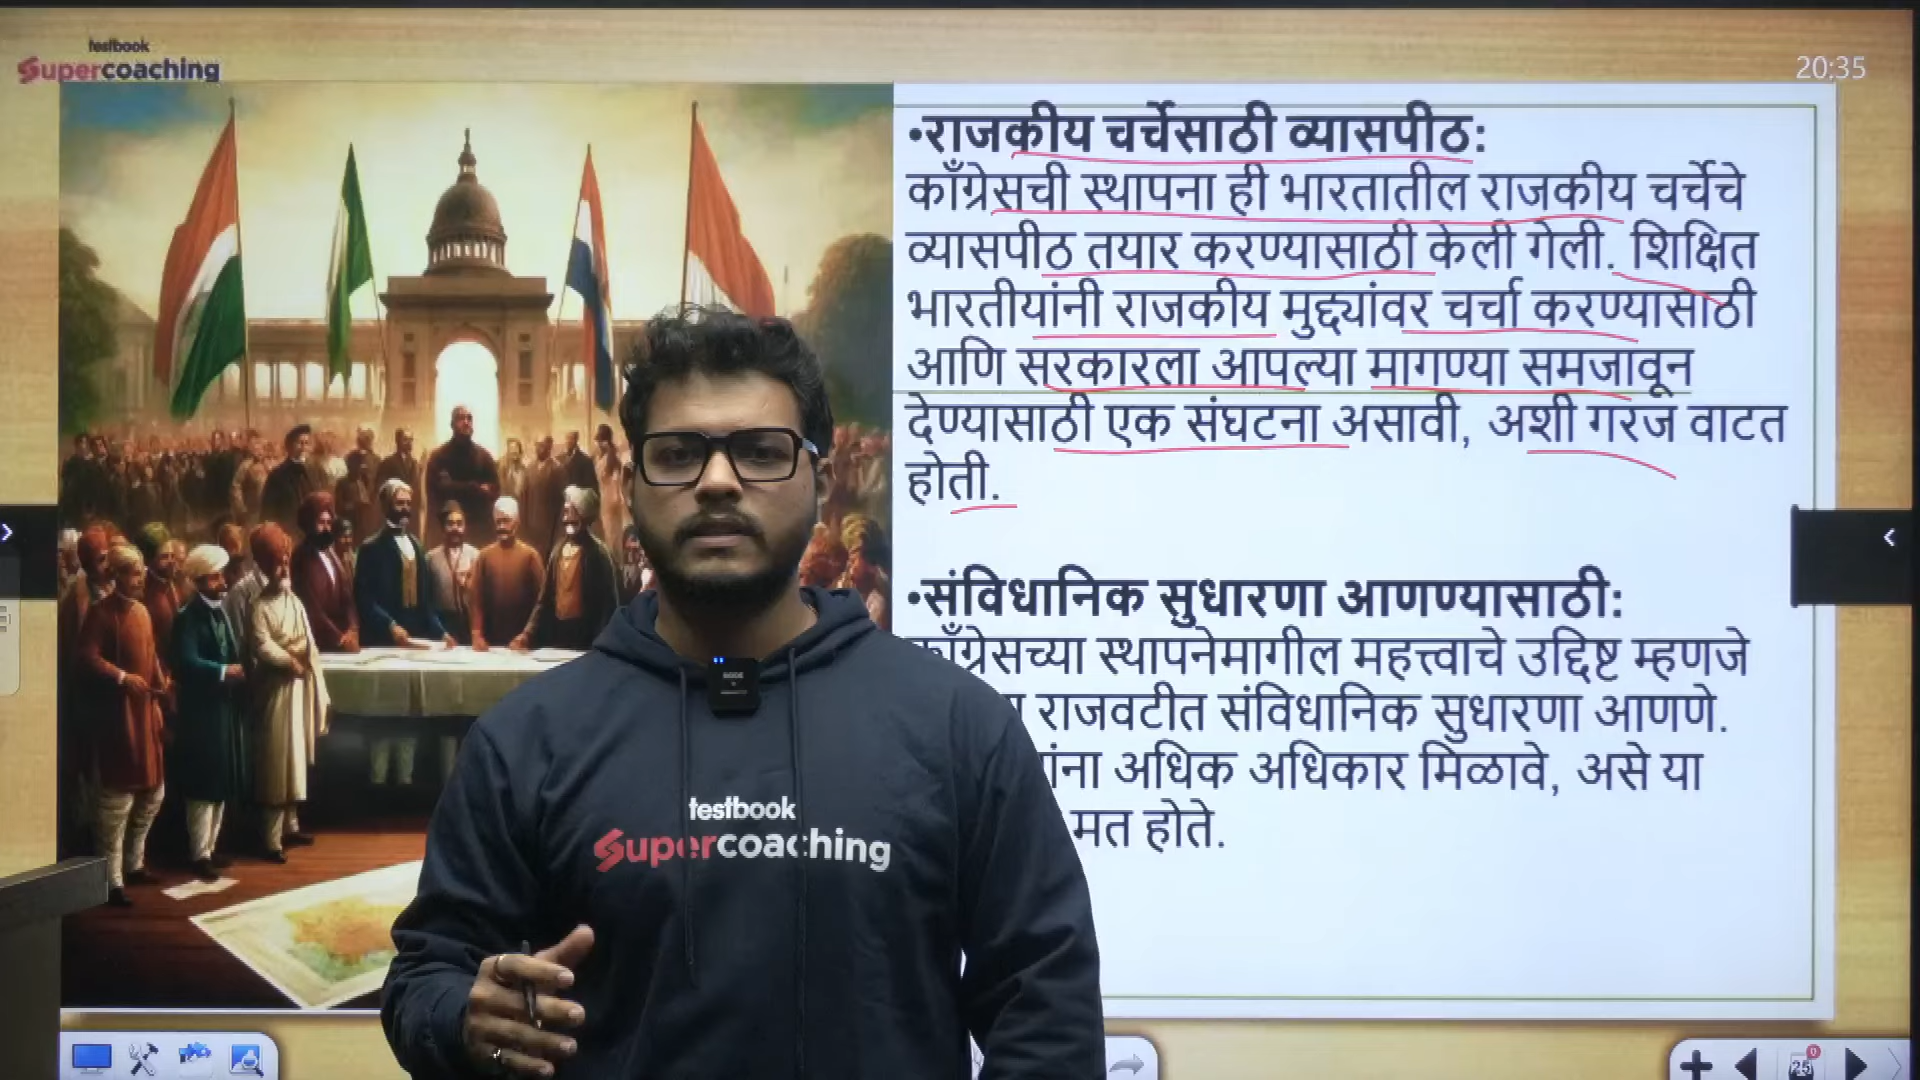 testbook
Supercoaching
20:35
•राजकीय चर्चेसाठी व्यासपीठ:
काँग्रेसची स्थापना ही भारतातील राजकीय चर्चेचे
व्यासपीठ तयार करण्यासाठी केली गेली. शिक्षित
भारतीयांनी राजकीय मुद्द्यांवर चर्चा करण्यासाठी
आणि सरकारला आपल्या मागण्या समजावून
देण्यासाठी एक संघटना असावी, अशी गरज वाटत
होती.
•संविधानिक सुधारणा आणण्यासाठी:
काँग्रेसच्या स्थापनेमागील महत्त्वाचे उद्दिष्ट म्हणजे
राजवटीत संविधानिक सुधारणा आणणे.
अधिक अधिकार मिळावे, असे या
मत होते.
testbook
Supercoaching